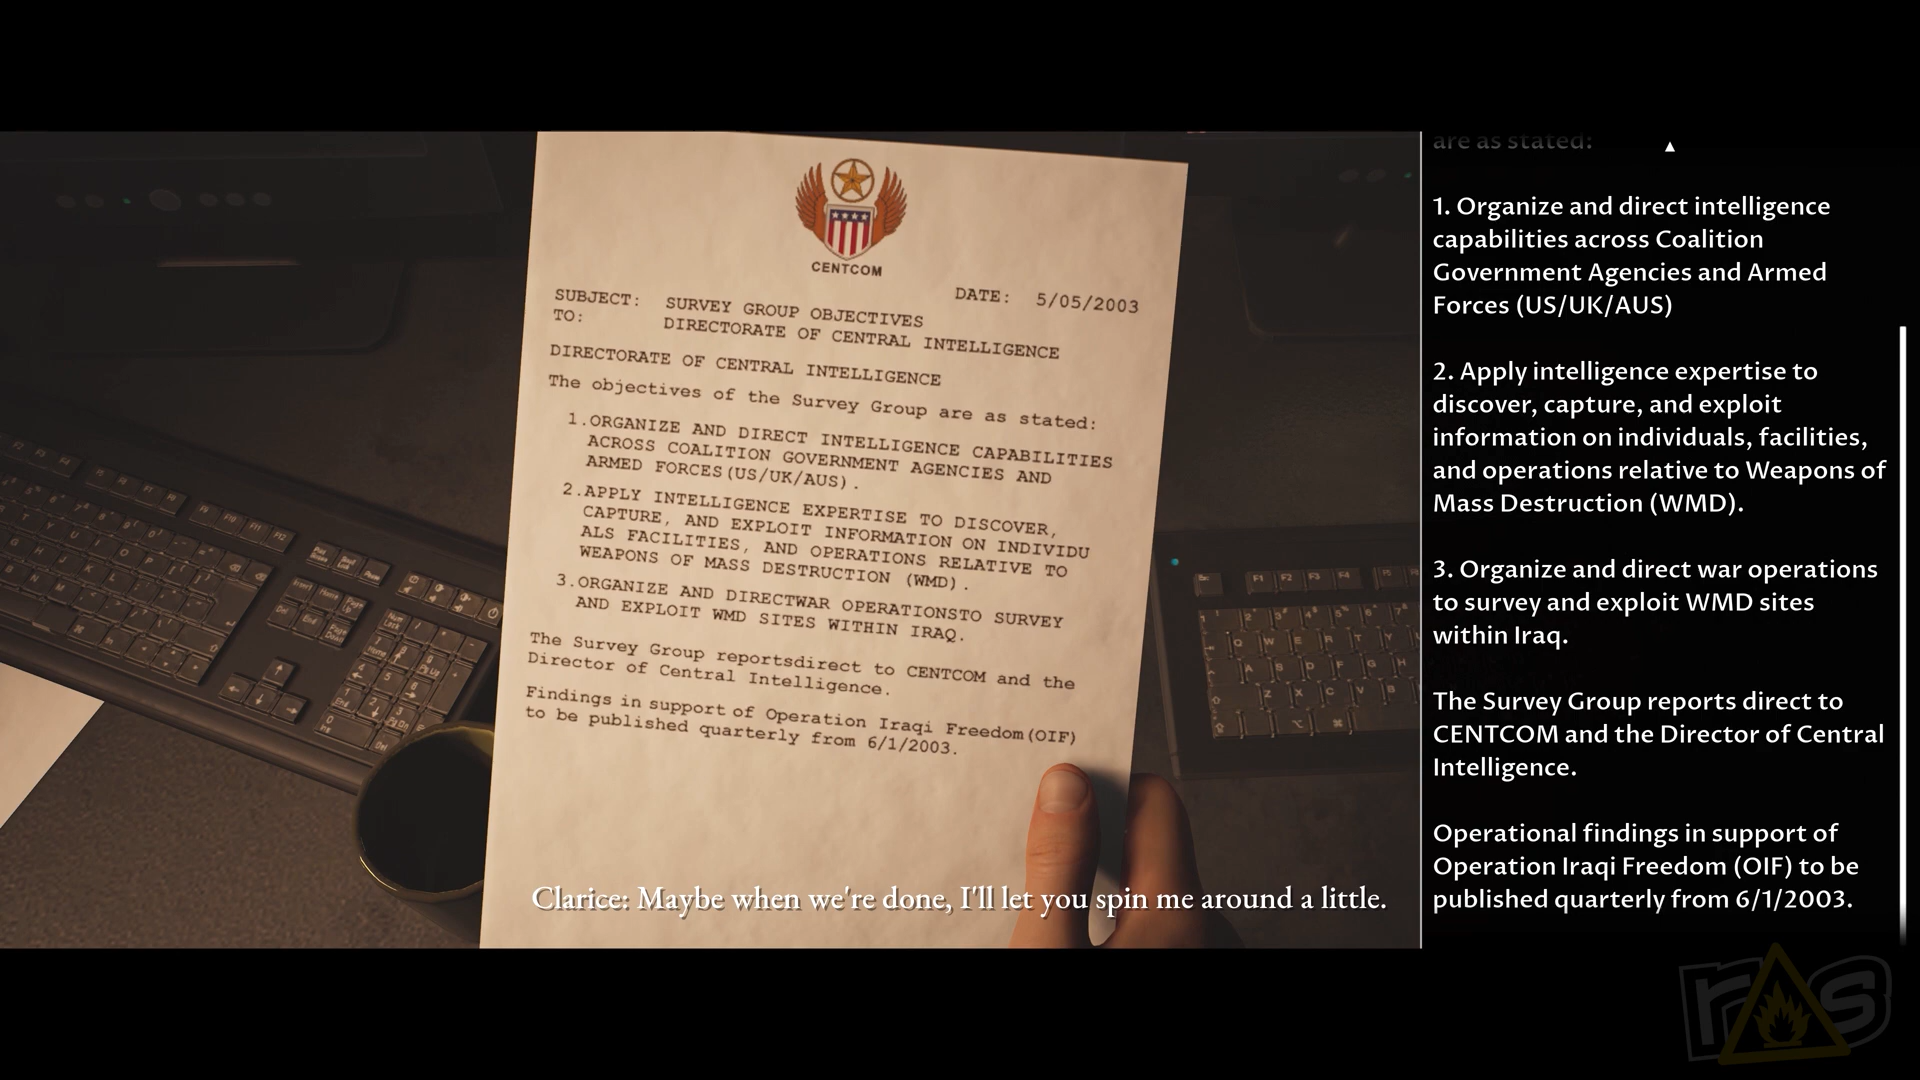 CENTCOM
DATE: 5/05/2003
SUBJECT: SURVEY GROUP OBJECTIVES
TO: DIRECTORATE OF CENTRAL INTELLIGENCE
DIRECTORATE OF CENTRAL INTELLIGENCE
The objectives of the Survey Group are as stated:
1.ORGANIZE AND DIRECT INTELLIGENCE CAPABILITIES
ACROSS COALITION GOVERNMENT AGENCIES AND
ARMED FORCES(US/UK/AUS).
2.APPLY INTELLIGENCE EXPERTISE TO DISCOVER,
CAPTURE, AND EXPLOIT INFORMATION ON INDIVIDU
ALS FACILITIES, AND OPERATIONS RELATIVE TO
WEAPONS OF MASS DESTRUCTION (WMD).
3.ORGANIZE AND DIRECTWAR OPERATIONSTO SURVEY
AND EXPLOIT WMD SITES WITHIN IRAQ.
The Survey Group reportsdirect to CENTCOM and the
Director of Central Intelligence.
Findings in support of Operation Iraqi Freedom(OIF)
to be published quarterly from 6/1/2003.
Clarice: Maybe when we're done, I'll let you spin me around a little.
are as stated:
1. Organize and direct intelligence
capabilities across Coalition
Government Agencies and Armed
Forces (US/UK/AUS)
2. Apply intelligence expertise to
discover, capture, and exploit
information on individuals, facilities,
and operations relative to Weapons of
Mass Destruction (WMD).
3. Organize and direct war operations
to survey and exploit WMD sites
within Iraq.
The Survey Group reports direct to
CENTCOM and the Director of Central
Intelligence.
Operational findings in support of
Operation Iraqi Freedom (OIF) to be
published quarterly from 6/1/2003.